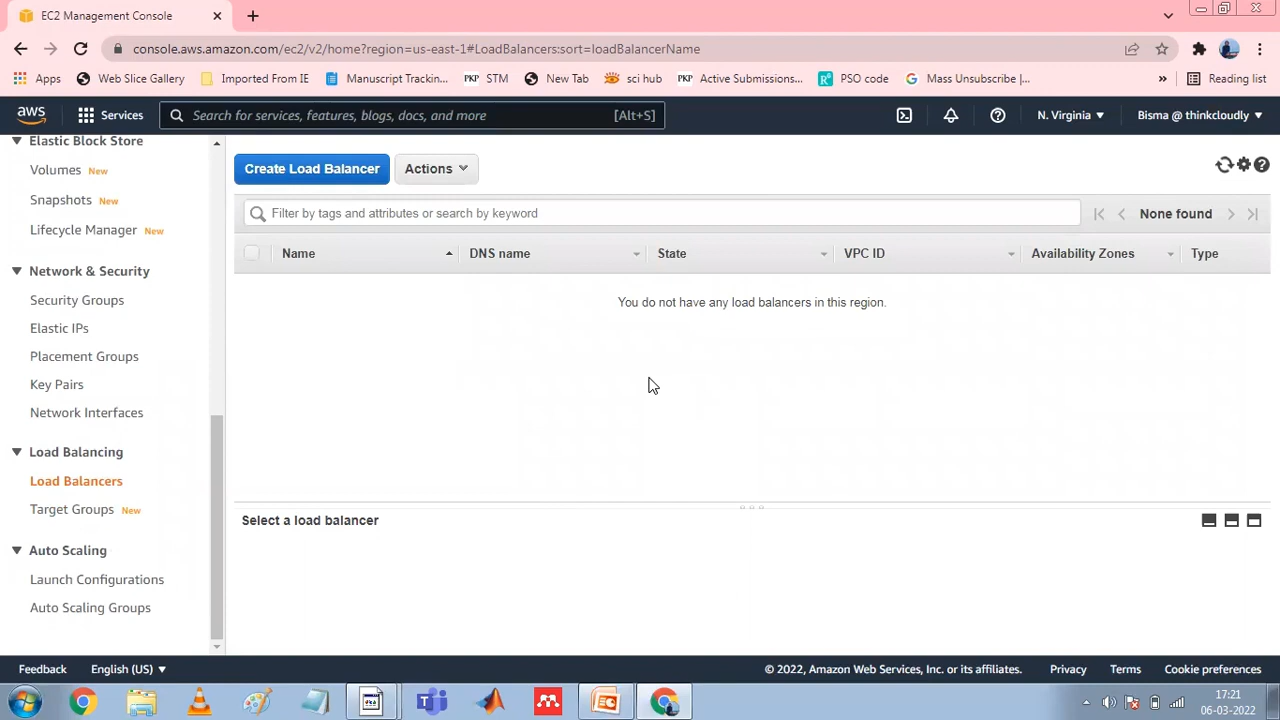 EC2 Management Console
console.aws.amazon.com/ec2/v2/home?region=us-east-1#LoadBalancers:sort=loadBalancerName
Apps Web Slice Gallery Imported From IE Manuscript Trackin... PKP STM New Tab sci hub PKP Active Submissions... PSO code Mass Unsubscribe |... » Reading list
aws Services Search for services, features, blogs, docs, and more [Alt+S] N. Virginia Bisma @ thinkcloudly
Elastic Block Store
Volumes New
Snapshots New
Lifecycle Manager New
Network & Security
Security Groups
Elastic IPs
Placement Groups
Key Pairs
Network Interfaces
Load Balancing
Load Balancers
Target Groups New
Auto Scaling
Launch Configurations
Auto Scaling Groups
Create Load Balancer Actions
Filter by tags and attributes or search by keyword None found
Name DNS name State VPC ID Availability Zones Type
You do not have any load balancers in this region.
Select a load balancer
Feedback English (US) © 2022, Amazon Web Services, Inc. or its affiliates. Privacy Terms Cookie preferences
17:21
06-03-2022